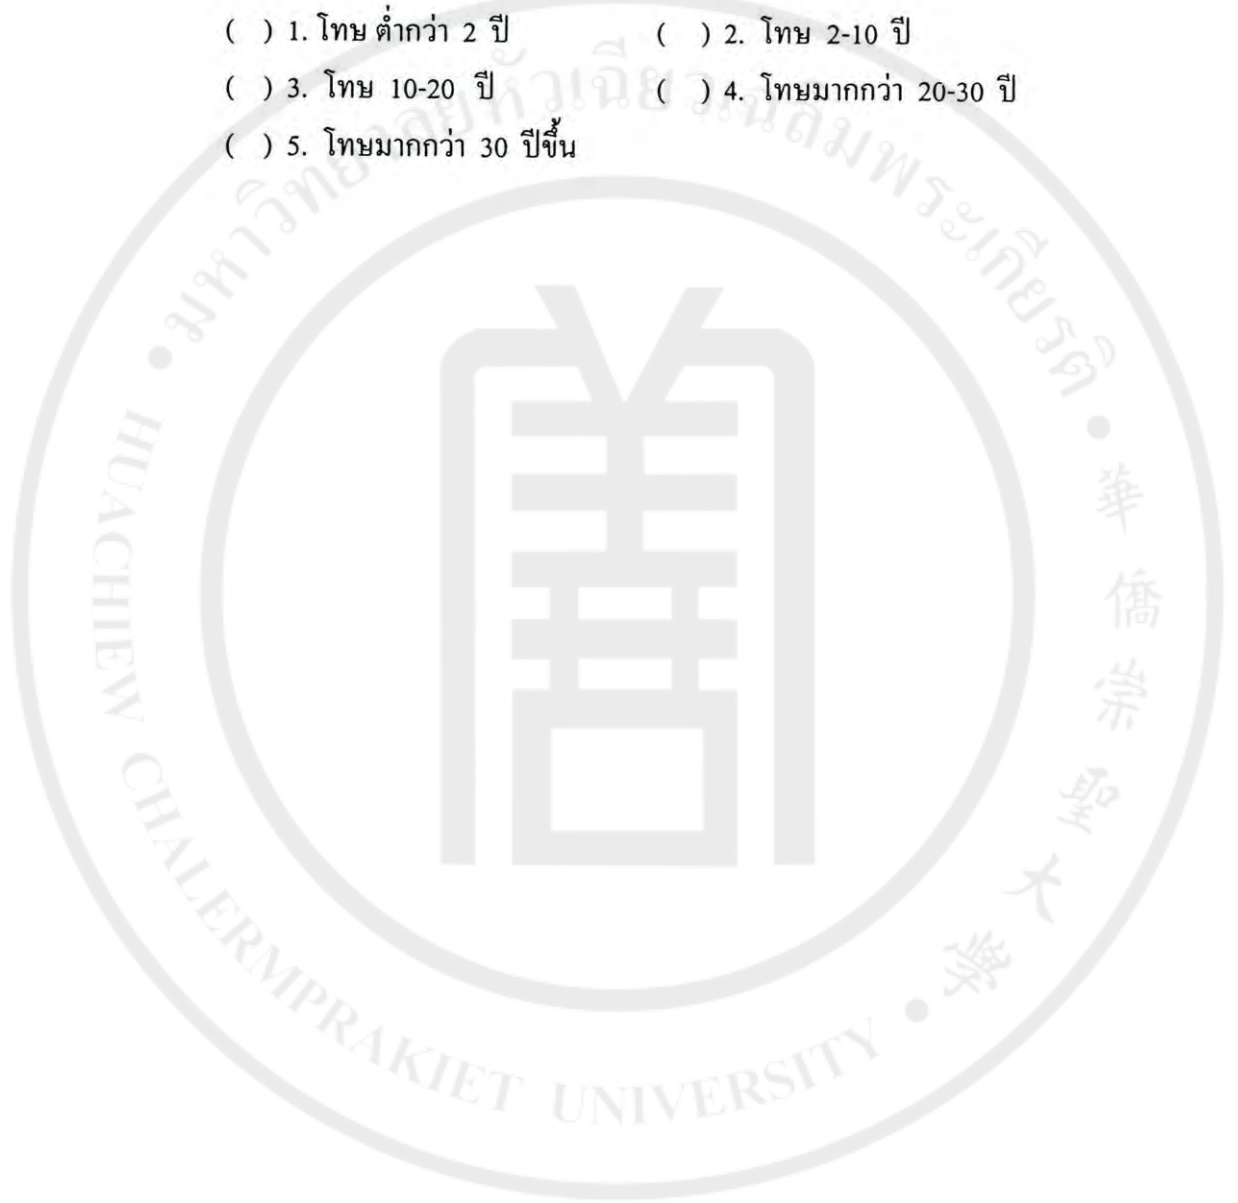 ( ) 1. โทษ ต่ำกว่า 2 ปี ( ) 2. โทษ 2-10 ปี
( ) 3. โทษ 10-20 ปี ( ) 4. โทษมากกว่า 20-30 ปี
( ) 5. โทษมากกว่า 30 ปีขึ้น
มหาวิทยาลัยหัวเฉียวเฉลิมพระเกียรติ
華僑崇聖大學
HUACHIEW CHALERMPRAKIET UNIVERSITY